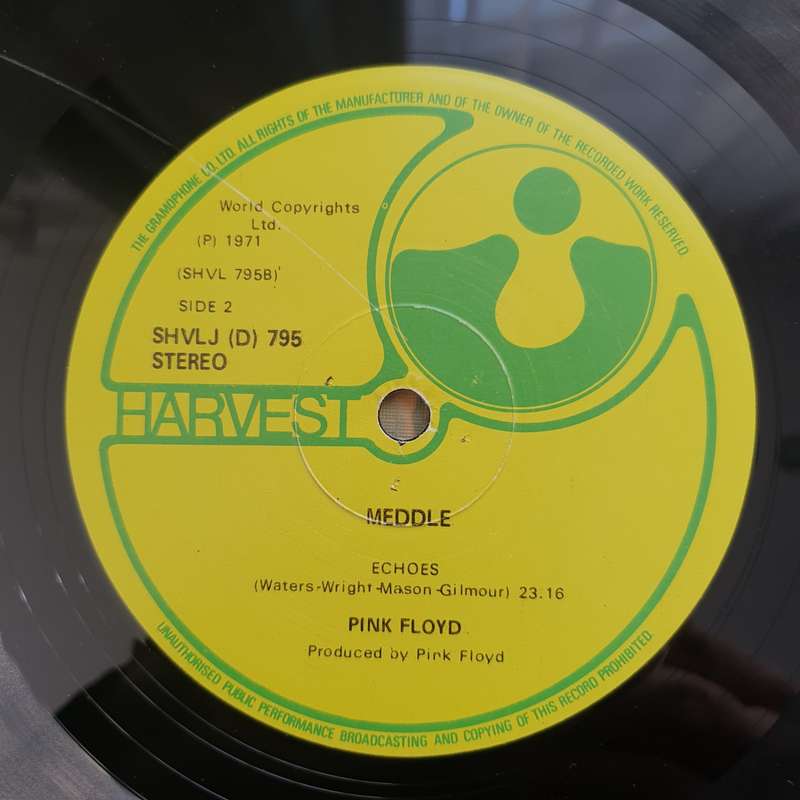 THE GRAMOPHONE CO. LTD. ALL RIGHTS OF THE MANUFACTURER AND OF THE OWNER OF THE RECORDED WORK RESERVED
World Copyrights
Ltd.
(P) 1971
(SHVL 795B)
SIDE 2
SHVLJ (D) 795
STEREO
HARVEST
MEDDLE
ECHOES
(Waters-Wright-Mason-Gilmour) 23.16
PINK FLOYD
Produced by Pink Floyd
UNAUTHORISED PUBLIC PERFORMANCE BROADCASTING AND COPYING OF THIS RECORD PROHIBITED.